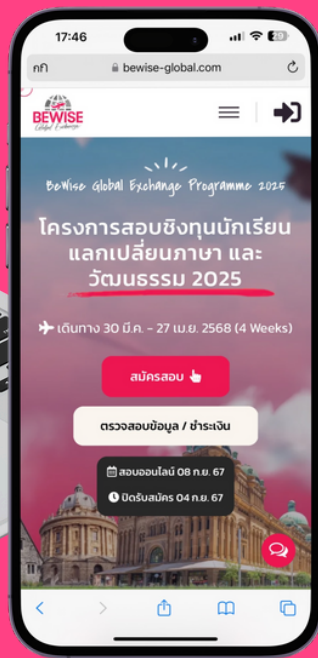 17:46
กค
bewise-global.com
BEWISE
Global Exchange
BeWise Global Exchange Programme 2025
โครงการสอบชิงทุนนักเรียน
แลกเปลี่ยนภาษา และ
วัฒนธรรม 2025
เดินทาง 30 มี.ค. - 27 เม.ย. 2568 (4 Weeks)
สมัครสอบ
ตรวจสอบข้อมูล / ชำระเงิน
สอบออนไลน์ 08 ก.ย. 67
ปิดรับสมัคร 04 ก.ย. 67